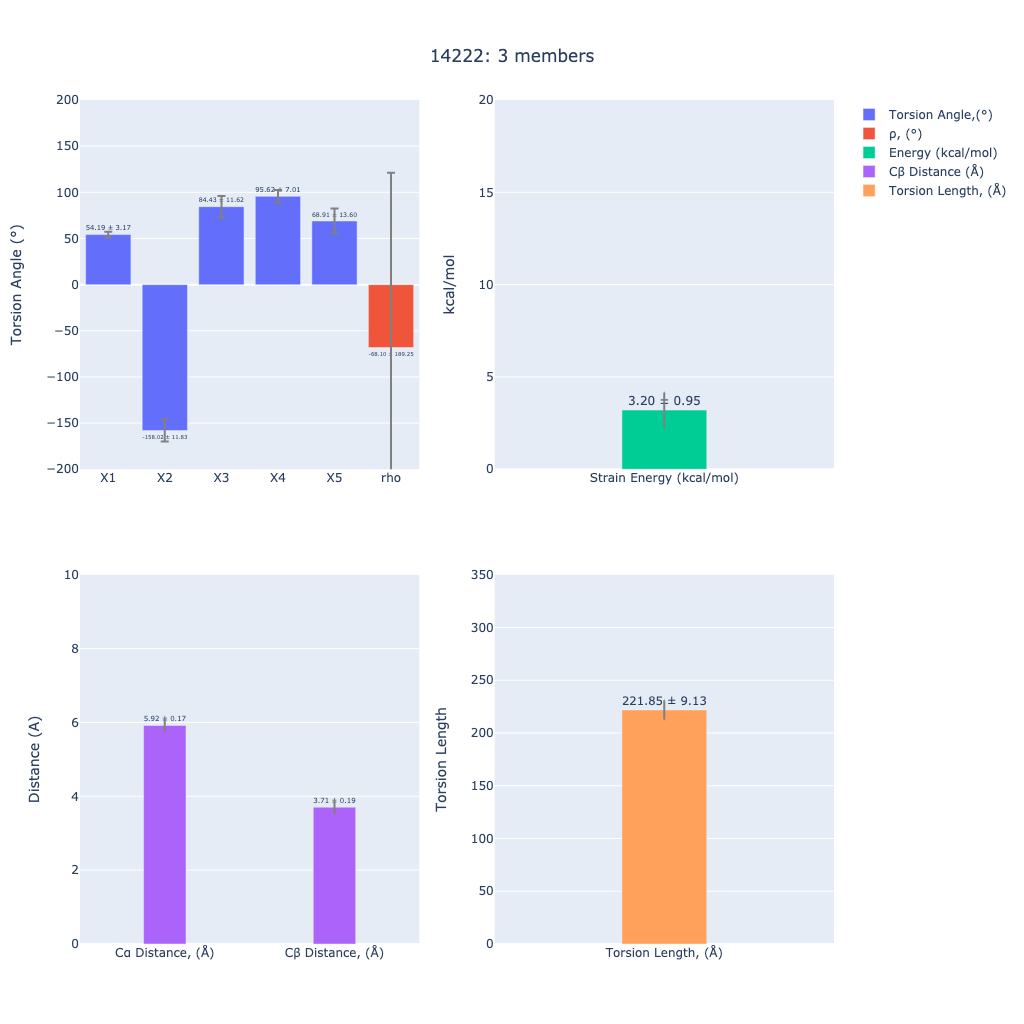 14222: 3 members
200
150
100
50
0
−50
−100
−150
−200
Torsion Angle (°)
54.19 ± 3.17
-158.02 ± 11.83
84.43 ± 11.62
95.62 ± 7.01
68.91 ± 13.60
-68.10 ± 189.25
X1 X2 X3 X4 X5 rho
20
15
10
5
0
kcal/mol
3.20 ± 0.95
Strain Energy (kcal/mol)
Torsion Angle,(°)
ρ, (°)
Energy (kcal/mol)
Cβ Distance (Å)
Torsion Length, (Å)
10
8
6
4
2
0
Distance (A)
5.92 ± 0.17
3.71 ± 0.19
Cα Distance, (Å) Cβ Distance, (Å)
350
300
250
200
150
100
50
0
Torsion Length
221.85 ± 9.13
Torsion Length, (Å)